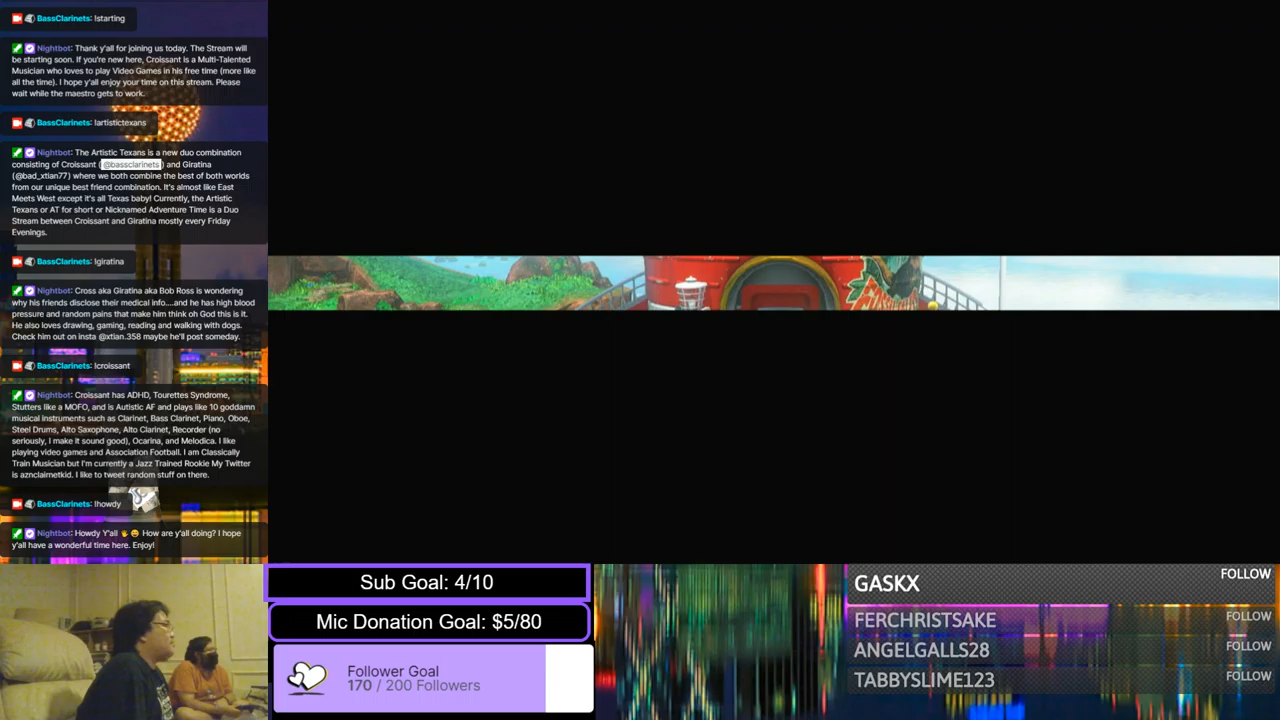 BassClarinets: !starting
Nightbot: Thank y'all for joining us today. The Stream will
be starting soon. If you're new here, Croissant is a Multi-Talented
Musician who loves to play Video Games in his free time (more like
all the time). I hope y'all enjoy your time on this stream. Please
wait while the maestro gets to work.
BassClarinets: !artistictexans
Nightbot: The Artistic Texans is a new duo combination
consisting of Croissant ( @bassclarinets ) and Giratina
(@bad_xtian77) where we both combine the best of both worlds
from our unique best friend combination. It's almost like East
Meets West except it's all Texas baby! Currently, the Artistic
Texans or AT for short or Nicknamed Adventure Time is a Duo
Stream between Croissant and Giratina mostly every Friday
Evenings.
BassClarinets: !giratina
Nightbot: Cross aka Giratina aka Bob Ross is wondering
why his friends disclose their medical info....and he has high blood
pressure and random pains that make him think oh God this is it.
He also loves drawing, gaming, reading and walking with dogs.
Check him out on insta @xtian.358 maybe he'll post someday.
BassClarinets: !croissant
Nightbot: Croissant has ADHD, Tourettes Syndrome,
Stutters like a MOFO, and is Autistic AF and plays like 10 goddamn
musical instruments such as Clarinet, Bass Clarinet, Piano, Oboe,
Steel Drums, Alto Saxophone, Alto Clarinet, Recorder (no
seriously, I make it sound good), Ocarina, and Melodica. I like
playing video games and Association Football. I am Classically
Train Musician but I'm currently a Jazz Trained Rookie My Twitter
is aznclairnetkid. I like to tweet random stuff on there.
BassClarinets: !howdy
Nightbot: Howdy Y'all 🖐 😄 How are y'all doing? I hope
y'all have a wonderful time here. Enjoy!
Sub Goal: 4/10
Mic Donation Goal: $5/80
Follower Goal
170 / 200 Followers
GASKX FOLLOW
FERCHRISTSAKE FOLLOW
ANGELGALLS28 FOLLOW
TABBYSLIME123 FOLLOW